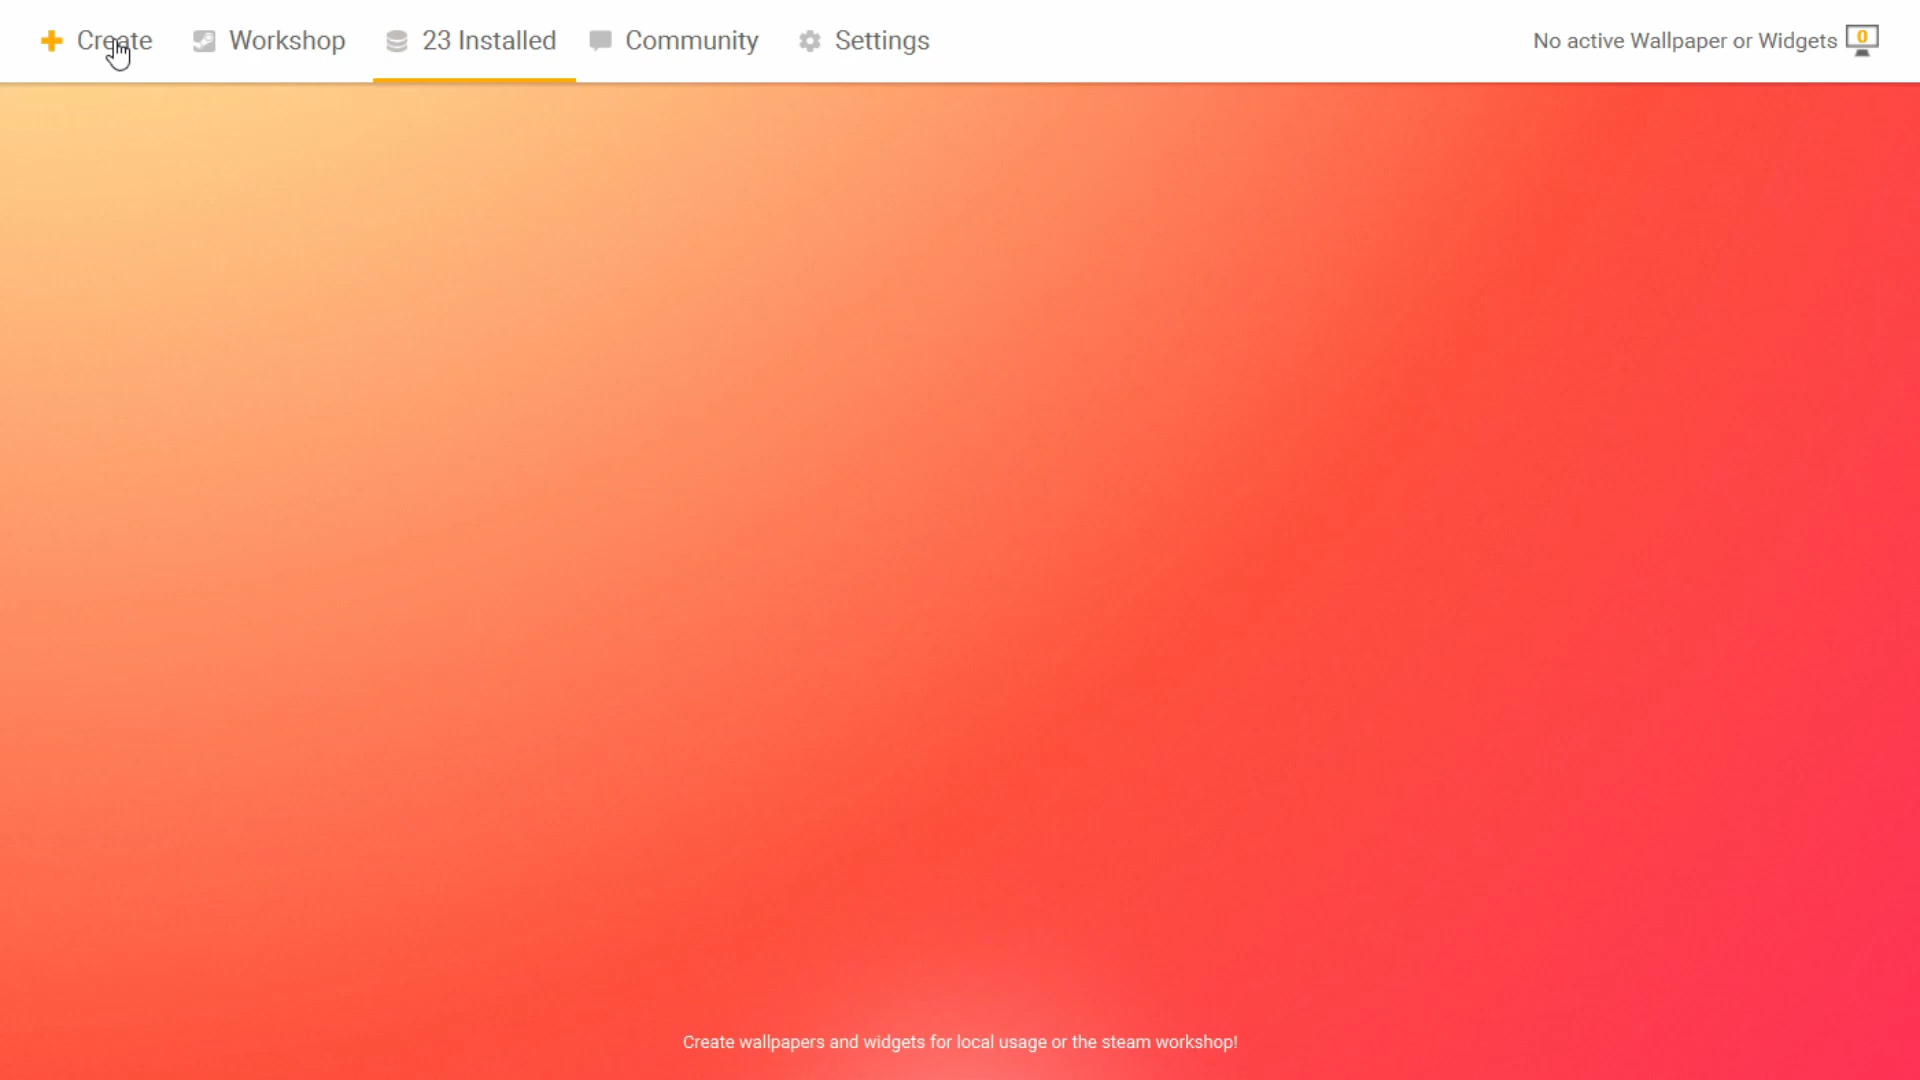 Create
Workshop
23 Installed
Community
Settings
No active Wallpaper or Widgets
0
Create wallpapers and widgets for local usage or the steam workshop!